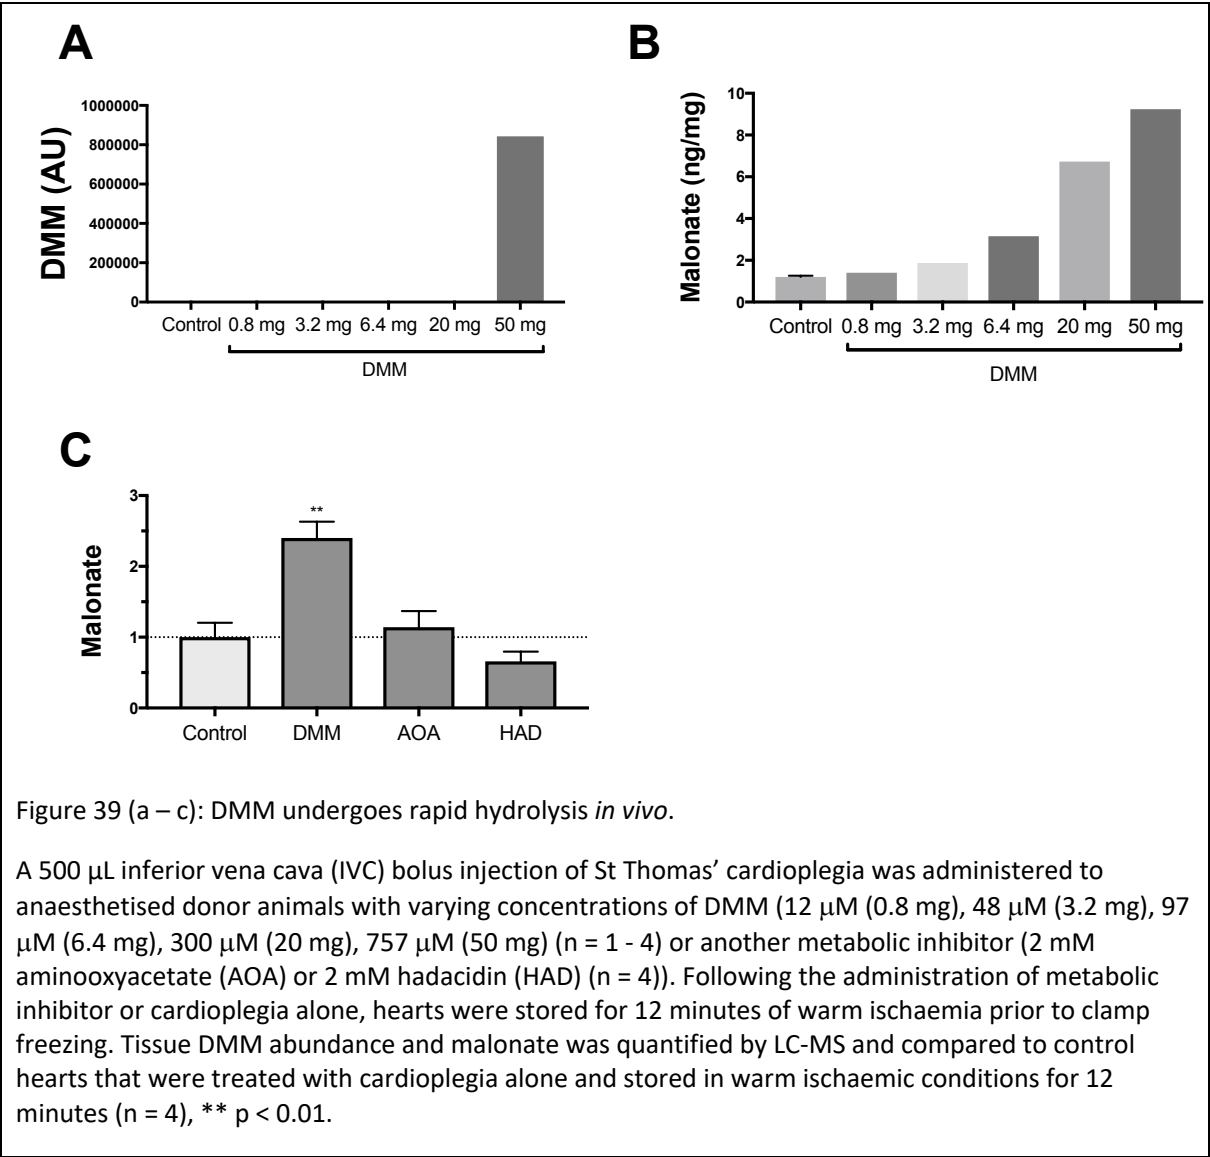 A
DMM (AU)
1000000
800000
600000
400000
200000
0
Control 0.8 mg 3.2 mg 6.4 mg 20 mg 50 mg
DMM
B
Malonate (ng/mg)
10
8
6
4
2
0
Control 0.8 mg 3.2 mg 6.4 mg 20 mg 50 mg
DMM
C
Malonate
3
2
1
0
**
Control DMM AOA HAD
Figure 39 (a – c): DMM undergoes rapid hydrolysis in vivo.
A 500 μL inferior vena cava (IVC) bolus injection of St Thomas’ cardioplegia was administered to
anaesthetised donor animals with varying concentrations of DMM (12 μM (0.8 mg), 48 μM (3.2 mg), 97
μM (6.4 mg), 300 μM (20 mg), 757 μM (50 mg) (n = 1 - 4) or another metabolic inhibitor (2 mM
aminooxyacetate (AOA) or 2 mM hadacidin (HAD) (n = 4)). Following the administration of metabolic
inhibitor or cardioplegia alone, hearts were stored for 12 minutes of warm ischaemia prior to clamp
freezing. Tissue DMM abundance and malonate was quantified by LC-MS and compared to control
hearts that were treated with cardioplegia alone and stored in warm ischaemic conditions for 12
minutes (n = 4), ** p < 0.01.